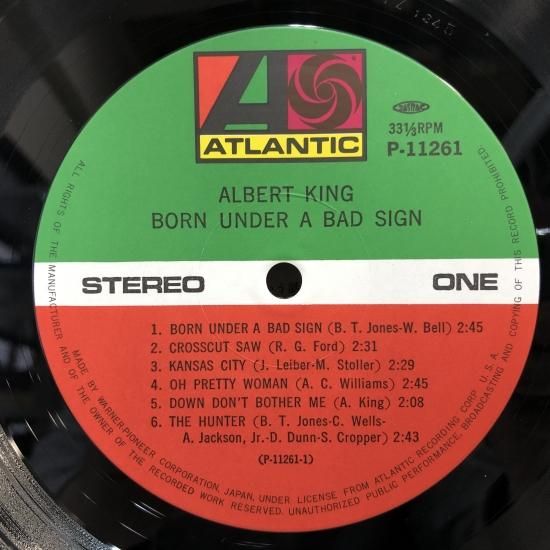 ATLANTIC
JASRAC
33⅓RPM
P-11261
ALBERT KING
BORN UNDER A BAD SIGN
STEREO
ONE
1. BORN UNDER A BAD SIGN (B. T. Jones-W. Bell) 2:45
2. CROSSCUT SAW (R. G. Ford) 2:31
3. KANSAS CITY (J. Leiber-M. Stoller) 2:29
4. OH PRETTY WOMAN (A. C. Williams) 2:45
5. DOWN DON'T BOTHER ME (A. King) 2:08
6. THE HUNTER (B. T. Jones-C. Wells-
A. Jackson, Jr.-D. Dunn-S. Cropper) 2:43
(P-11261-1)
MADE BY WARNER-PIONEER CORPORATION, JAPAN, UNDER LICENSE FROM ATLANTIC RECORDING CORP. U.S.A.
ALL RIGHTS OF THE MANUFACTURER AND OF THE OWNER OF THE RECORDED WORK RESERVED. UNAUTHORIZED PUBLIC PERFORMANCE, BROADCASTING AND COPYING OF THIS RECORD PROHIBITED.